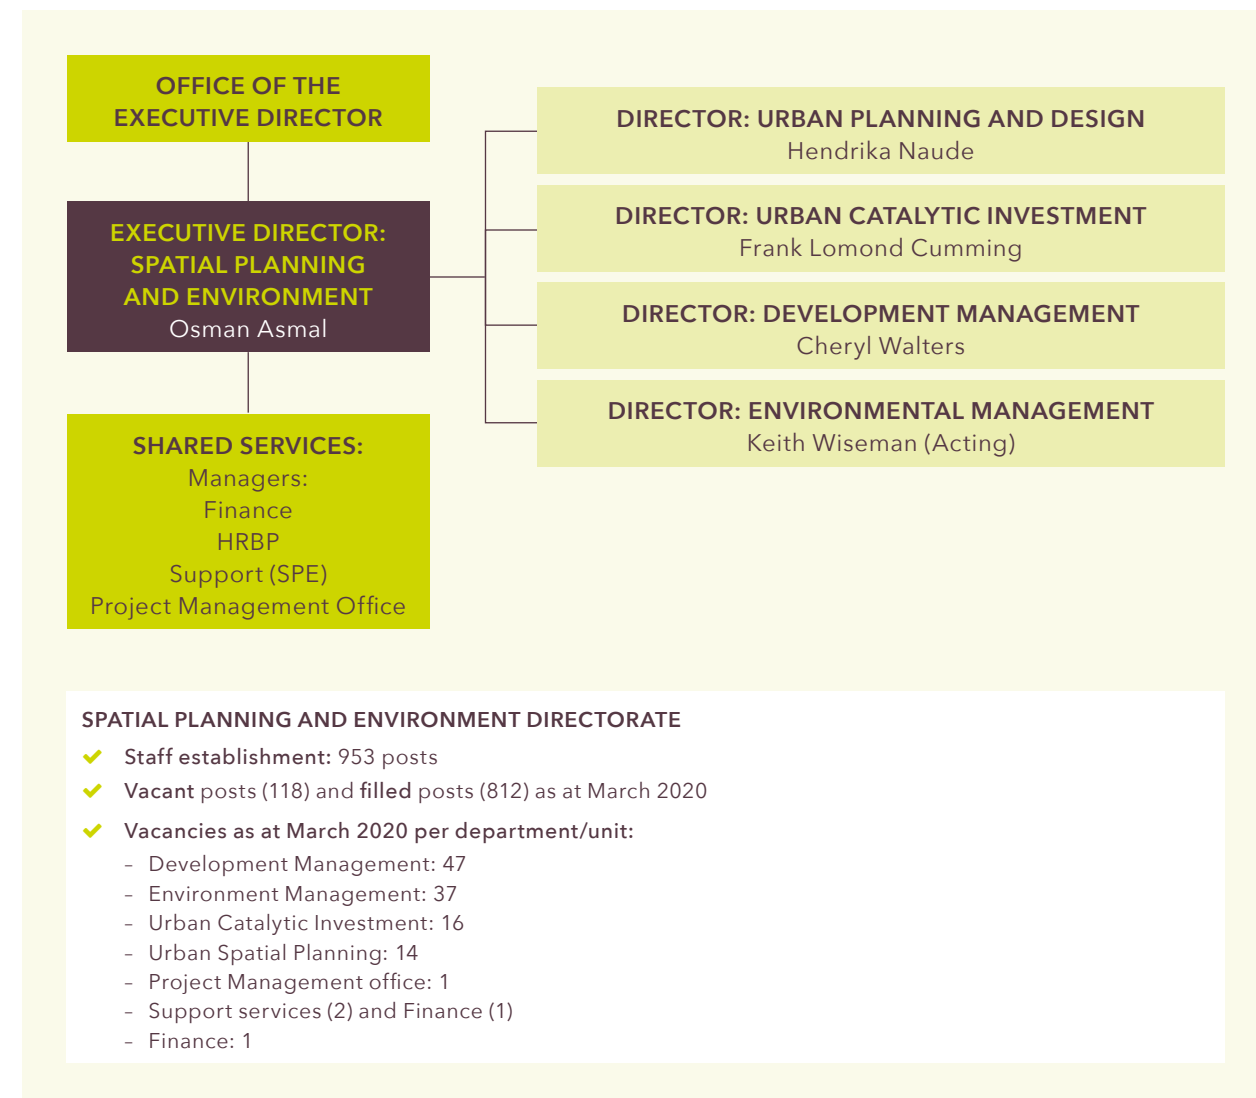 OFFICE OF THE
EXECUTIVE DIRECTOR
EXECUTIVE DIRECTOR:
SPATIAL PLANNING
AND ENVIRONMENT
Osman Asmal
SHARED SERVICES:
Managers:
Finance
HRBP
Support (SPE)
Project Management Office
DIRECTOR: URBAN PLANNING AND DESIGN
Hendrika Naude
DIRECTOR: URBAN CATALYTIC INVESTMENT
Frank Lomond Cumming
DIRECTOR: DEVELOPMENT MANAGEMENT
Cheryl Walters
DIRECTOR: ENVIRONMENTAL MANAGEMENT
Keith Wiseman (Acting)
SPATIAL PLANNING AND ENVIRONMENT DIRECTORATE
✔ Staff establishment: 953 posts
✔ Vacant posts (118) and filled posts (812) as at March 2020
✔ Vacancies as at March 2020 per department/unit:
– Development Management: 47
– Environment Management: 37
– Urban Catalytic Investment: 16
– Urban Spatial Planning: 14
– Project Management office: 1
– Support services (2) and Finance (1)
– Finance: 1